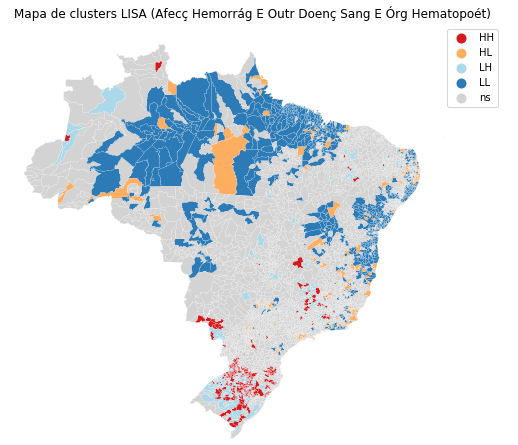 Mapa de clusters LISA (Afecç Hemorrág E Outr Doenç Sang E Órg Hematopoét)
HH
HL
LH
LL
ns